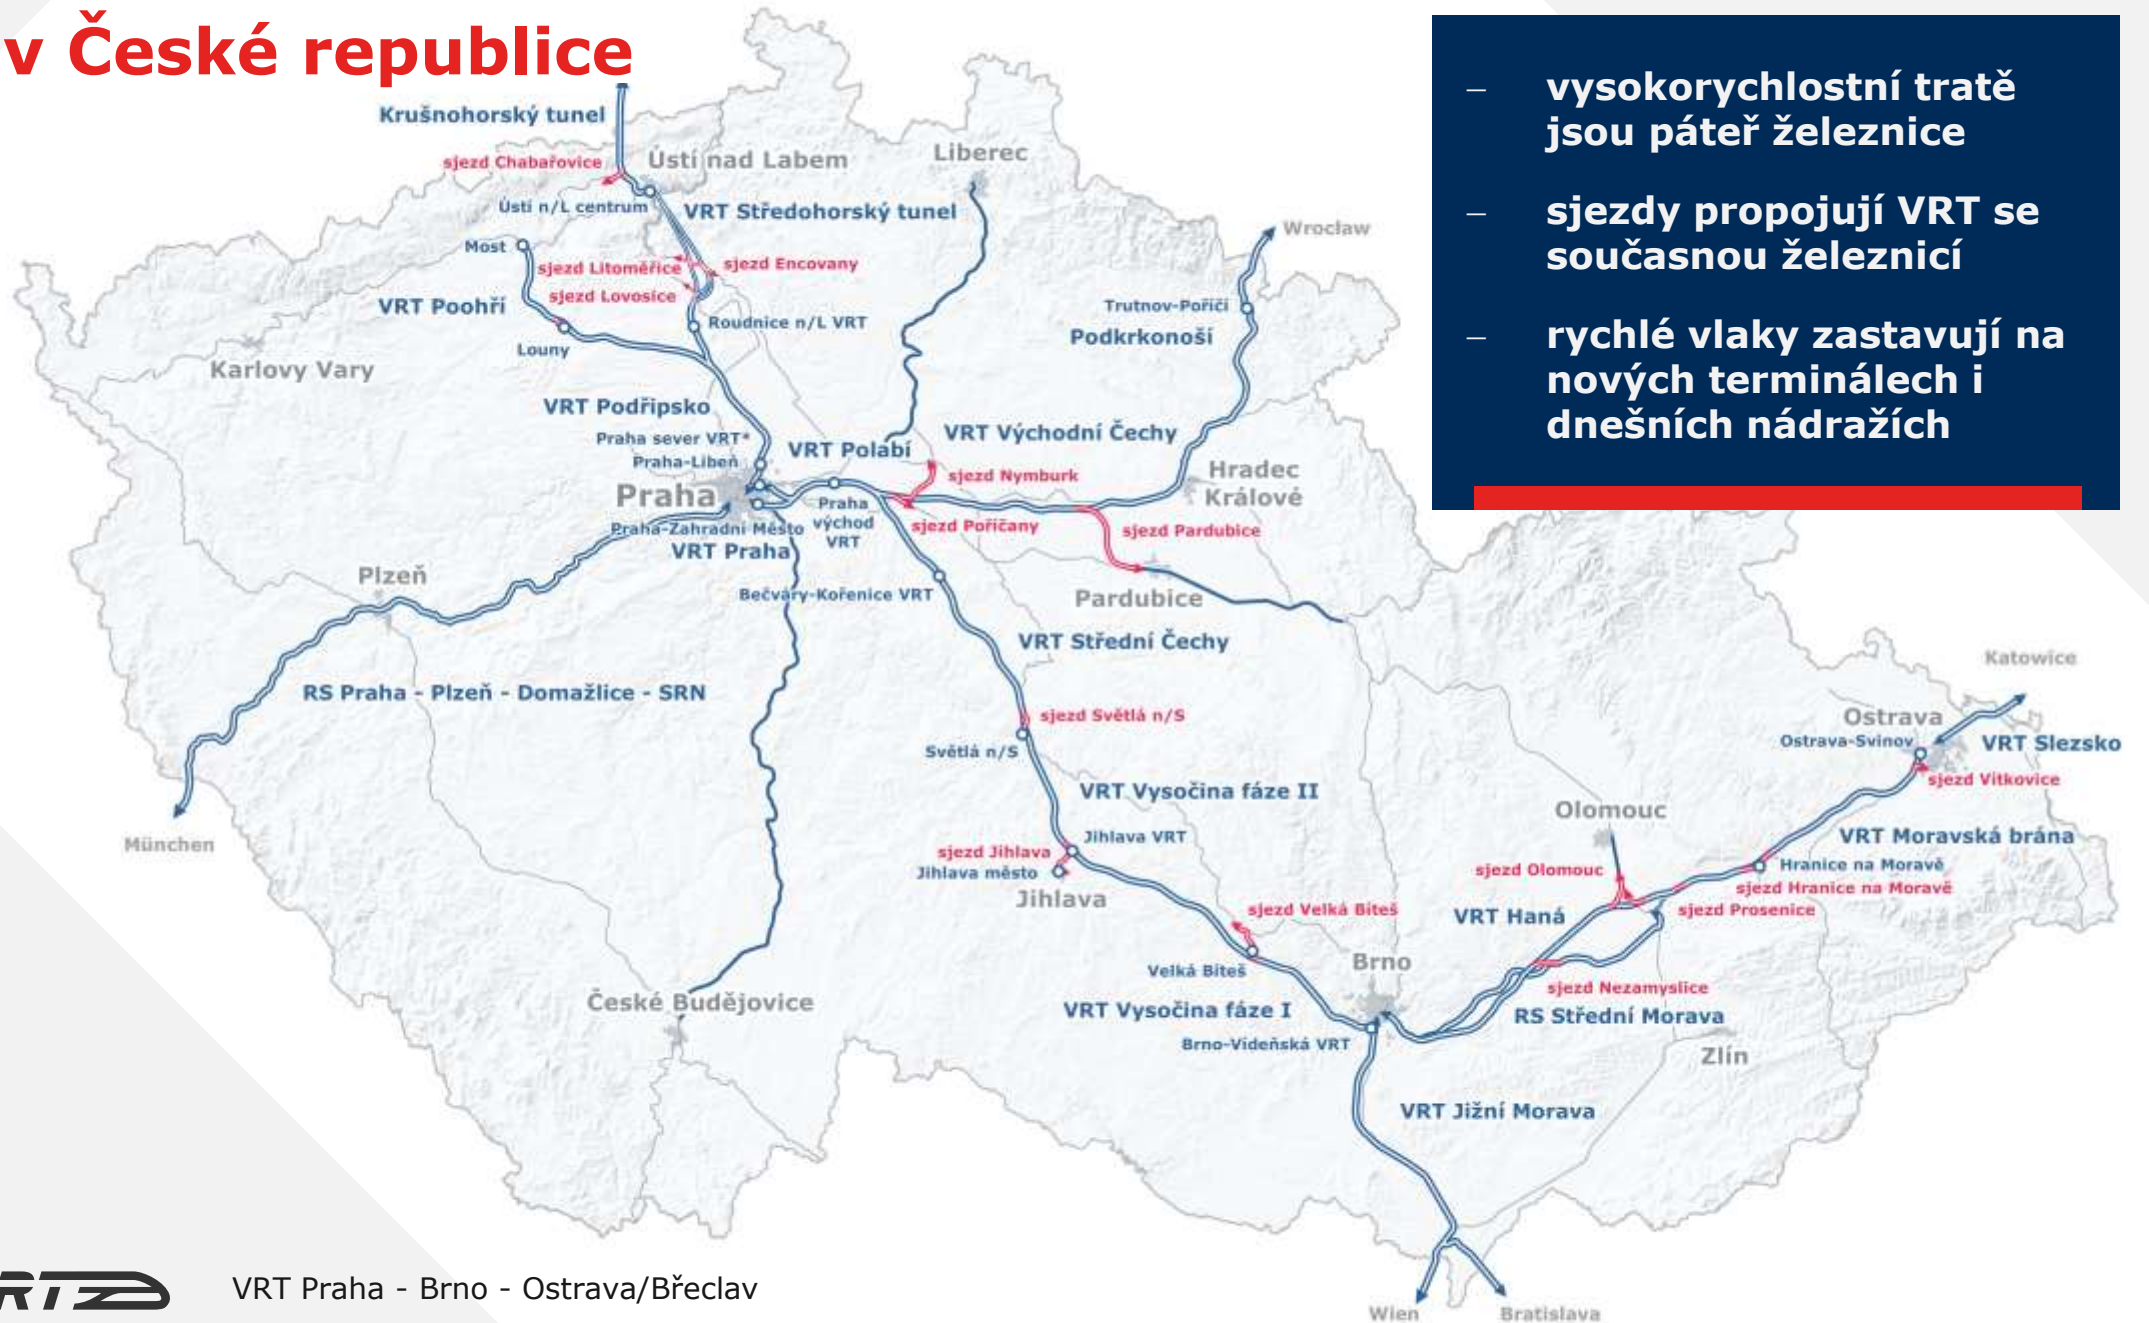 v České republice
vysokorychlostní tratě
jsou páteř železnice
sjezdy propojují VRT se
současnou železnicí
rychlé vlaky zastavují na
nových terminálech i
dnešních nádražích
Krušnohorský tunel
sjezd Chabařovice
Ústí nad Labem
Liberec
Ústí n/L centrum
VRT Středohorský tunel
Wrocław
Most
sjezd Litoměřice
sjezd Encovany
sjezd Lovosice
VRT Poohří
Trutnov-Poříčí
Roudnice n/L VRT
Podkrkonoší
Louny
Karlovy Vary
VRT Podřipsko
Praha sever VRT*
VRT Polabí
VRT Východní Čechy
Praha-Libeň
sjezd Nymburk
Hradec
Králové
Praha
Praha
východ
VRT
sjezd Poříčany
sjezd Pardubice
Praha-Zahradní Město
VRT Praha
Plzeň
Bečváry-Kořenice VRT
Pardubice
VRT Střední Čechy
Katowice
RS Praha - Plzeň - Domažlice - SRN
sjezd Světlá n/S
Ostrava
Ostrava-Svinov
VRT Slezsko
Světlá n/S
sjezd Vítkovice
VRT Vysočina fáze II
Olomouc
München
Jihlava VRT
VRT Moravská brána
sjezd Jihlava
Jihlava město
Hranice na Moravě
sjezd Olomouc
sjezd Hranice na Moravě
Jihlava
sjezd Velká Bíteš
VRT Haná
sjezd Prosenice
Velká Bíteš
Brno
sjezd Nezamyslice
České Budějovice
VRT Vysočina fáze I
RS Střední Morava
Brno-Vídeňská VRT
Zlín
VRT Jižní Morava
VRT Praha - Brno - Ostrava/Břeclav
Wien
Bratislava
RT